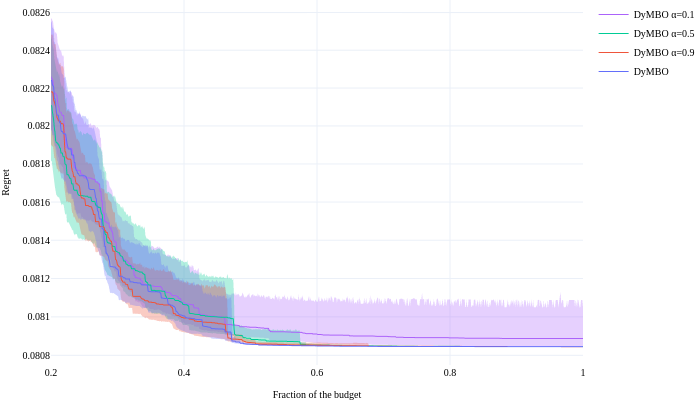 0.0826
0.0824
0.0822
0.082
0.0818
0.0816
0.0814
0.0812
0.081
0.0808
Regret
0.2
0.4
0.6
0.8
1
Fraction of the budget
DyMBO α=0.1
DyMBO α=0.5
DyMBO α=0.9
DyMBO